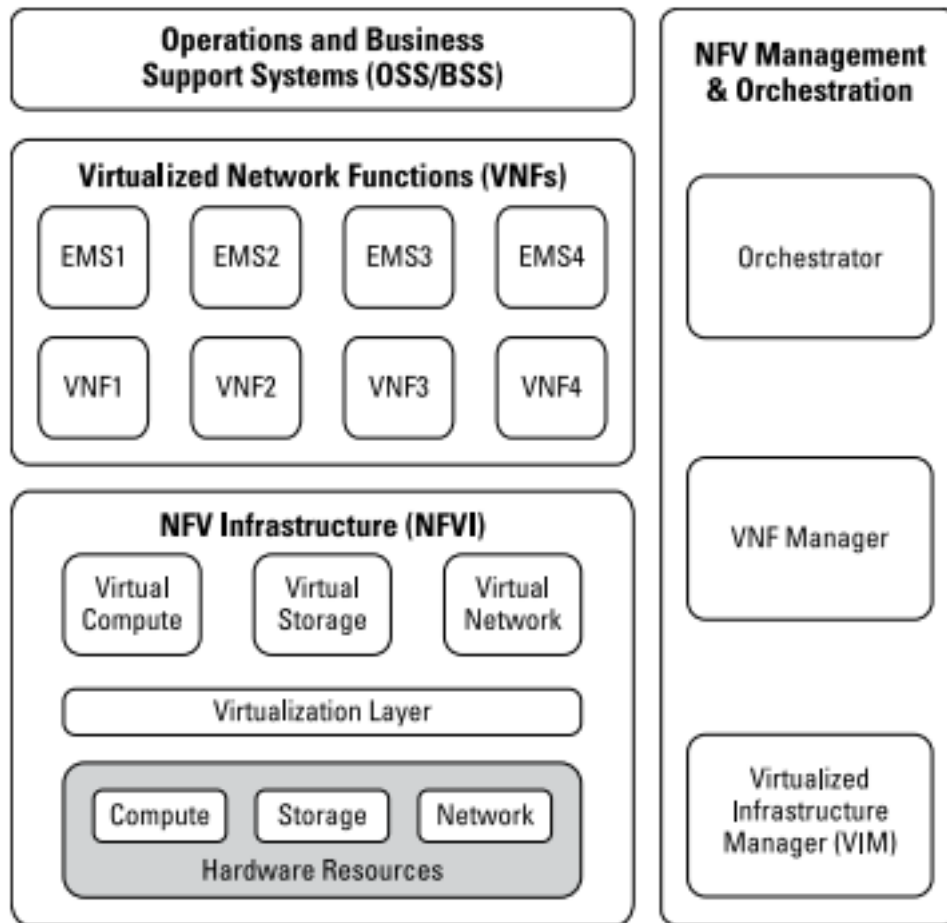 Operations and Business
Support Systems (OSS/BSS)
Virtualized Network Functions (VNFs)
EMS1 EMS2 EMS3 EMS4
VNF1 VNF2 VNF3 VNF4
NFV Infrastructure (NFVI)
Virtual
Compute
Virtual
Storage
Virtual
Network
Virtualization Layer
Compute Storage Network
Hardware Resources
NFV Management
& Orchestration
Orchestrator
VNF Manager
Virtualized
Infrastructure
Manager (VIM)